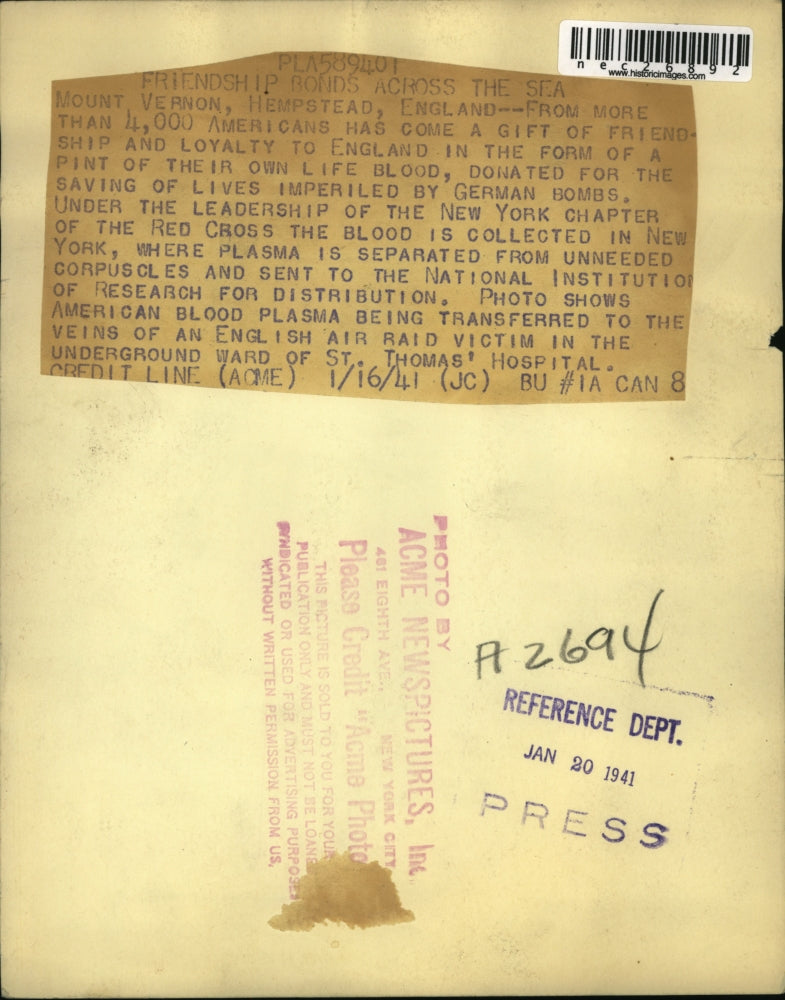 nec26892
www.historicimages.com
PLA589401
FRIENDSHIP BONDS ACROSS THE SEA
MOUNT VERNON, HEMPSTEAD, ENGLAND--FROM MORE
THAN 4,000 AMERICANS HAS COME A GIFT OF FRIEND-
SHIP AND LOYALTY TO ENGLAND IN THE FORM OF A
PINT OF THEIR OWN LIFE BLOOD, DONATED FOR THE
SAVING OF LIVES IMPERILED BY GERMAN BOMBS.
UNDER THE LEADERSHIP OF THE NEW YORK CHAPTER
OF THE RED CROSS THE BLOOD IS COLLECTED IN NEW
YORK, WHERE PLASMA IS SEPARATED FROM UNNEEDED
CORPUSCLES AND SENT TO THE NATIONAL INSTITUTION
OF RESEARCH FOR DISTRIBUTION. PHOTO SHOWS
AMERICAN BLOOD PLASMA BEING TRANSFERRED TO THE
VEINS OF AN ENGLISH AIR RAID VICTIM IN THE
UNDERGROUND WARD OF ST. THOMAS' HOSPITAL.
CREDIT LINE (ACME) 1/16/41 (JC) BU #1A CAN 8
PHOTO BY
ACME NEWSPICTURES, Inc.
461 EIGHTH AVE., NEW YORK CITY
Please Credit "Acme Photo
THIS PICTURE IS SOLD TO YOU FOR YOUR
PUBLICATION ONLY AND MUST NOT BE LOANE
SYNDICATED OR USED FOR ADVERTISING PURPOSES
WITHOUT WRITTEN PERMISSION FROM US.
A2694
REFERENCE DEPT.
JAN 20 1941
PRESS